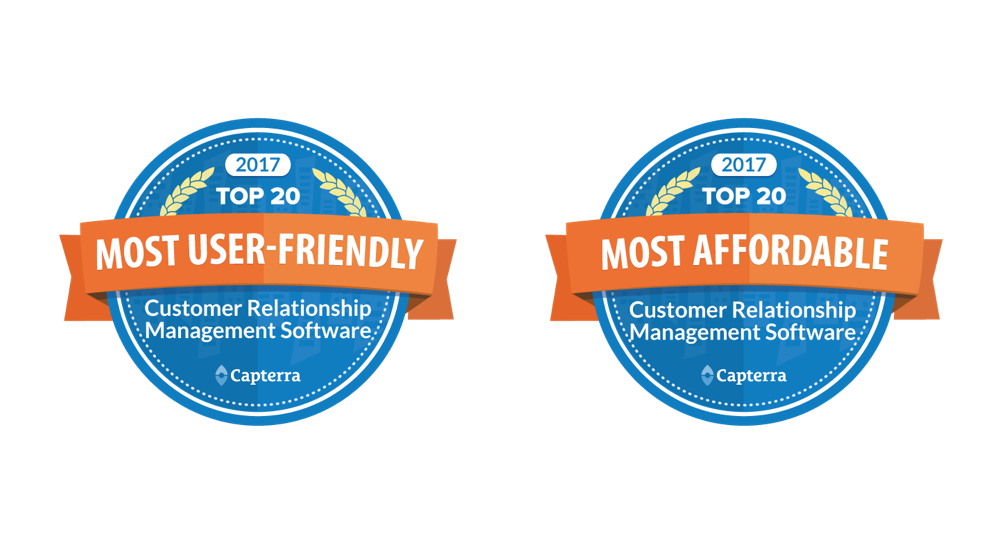 2017
TOP 20
MOST USER-FRIENDLY
Customer Relationship
Management Software
Capterra
2017
TOP 20
MOST AFFORDABLE
Customer Relationship
Management Software
Capterra